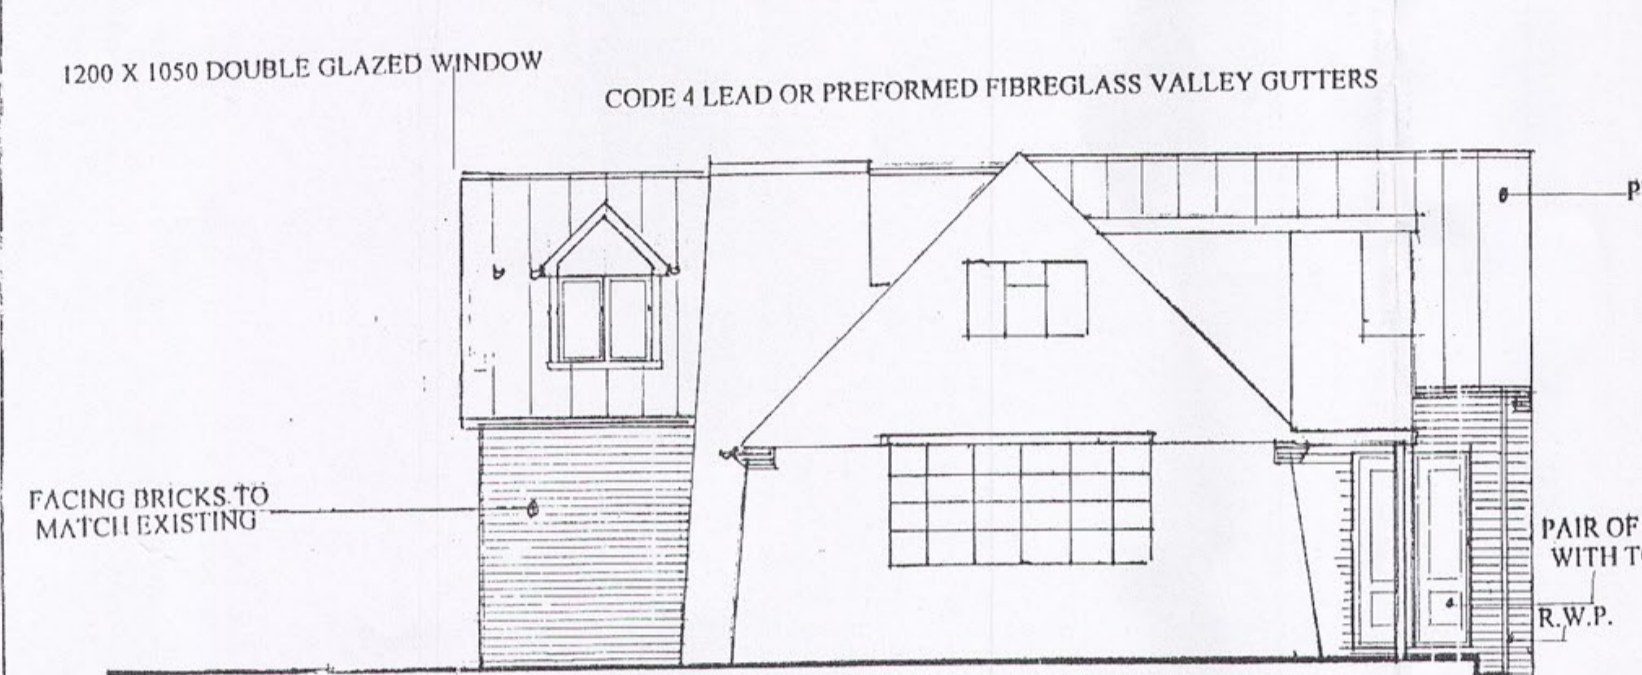 1200 X 1050 DOUBLE GLAZED WINDOW
CODE 4 LEAD OR PREFORMED FIBREGLASS VALLEY GUTTERS
FACING BRICKS TO
MATCH EXISTING
PAIR OF
WITH
R.W.P.